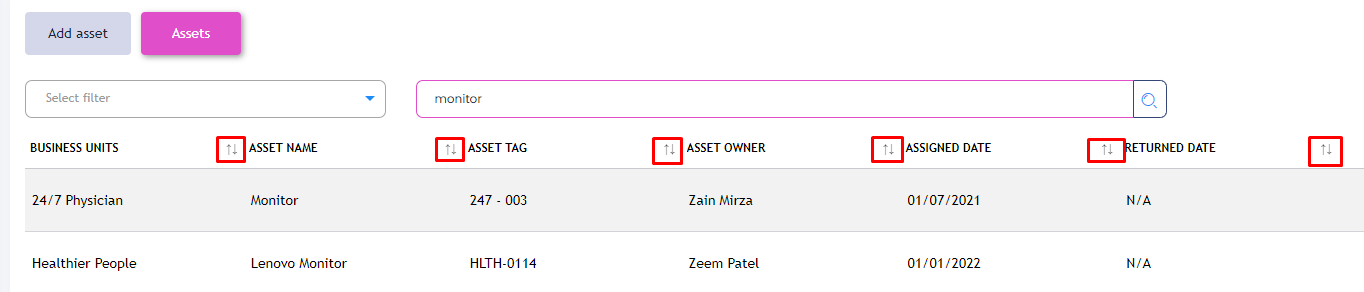 Add asset Assets
Select filter monitor
BUSINESS UNITS ↑↓ ASSET NAME ↑↓ ASSET TAG ↑↓ ASSET OWNER ↑↓ ASSIGNED DATE ↑↓ RETURNED DATE ↑↓
24/7 Physician Monitor 247 - 003 Zain Mirza 01/07/2021 N/A
Healthier People Lenovo Monitor HLTH-0114 Zeem Patel 01/01/2022 N/A